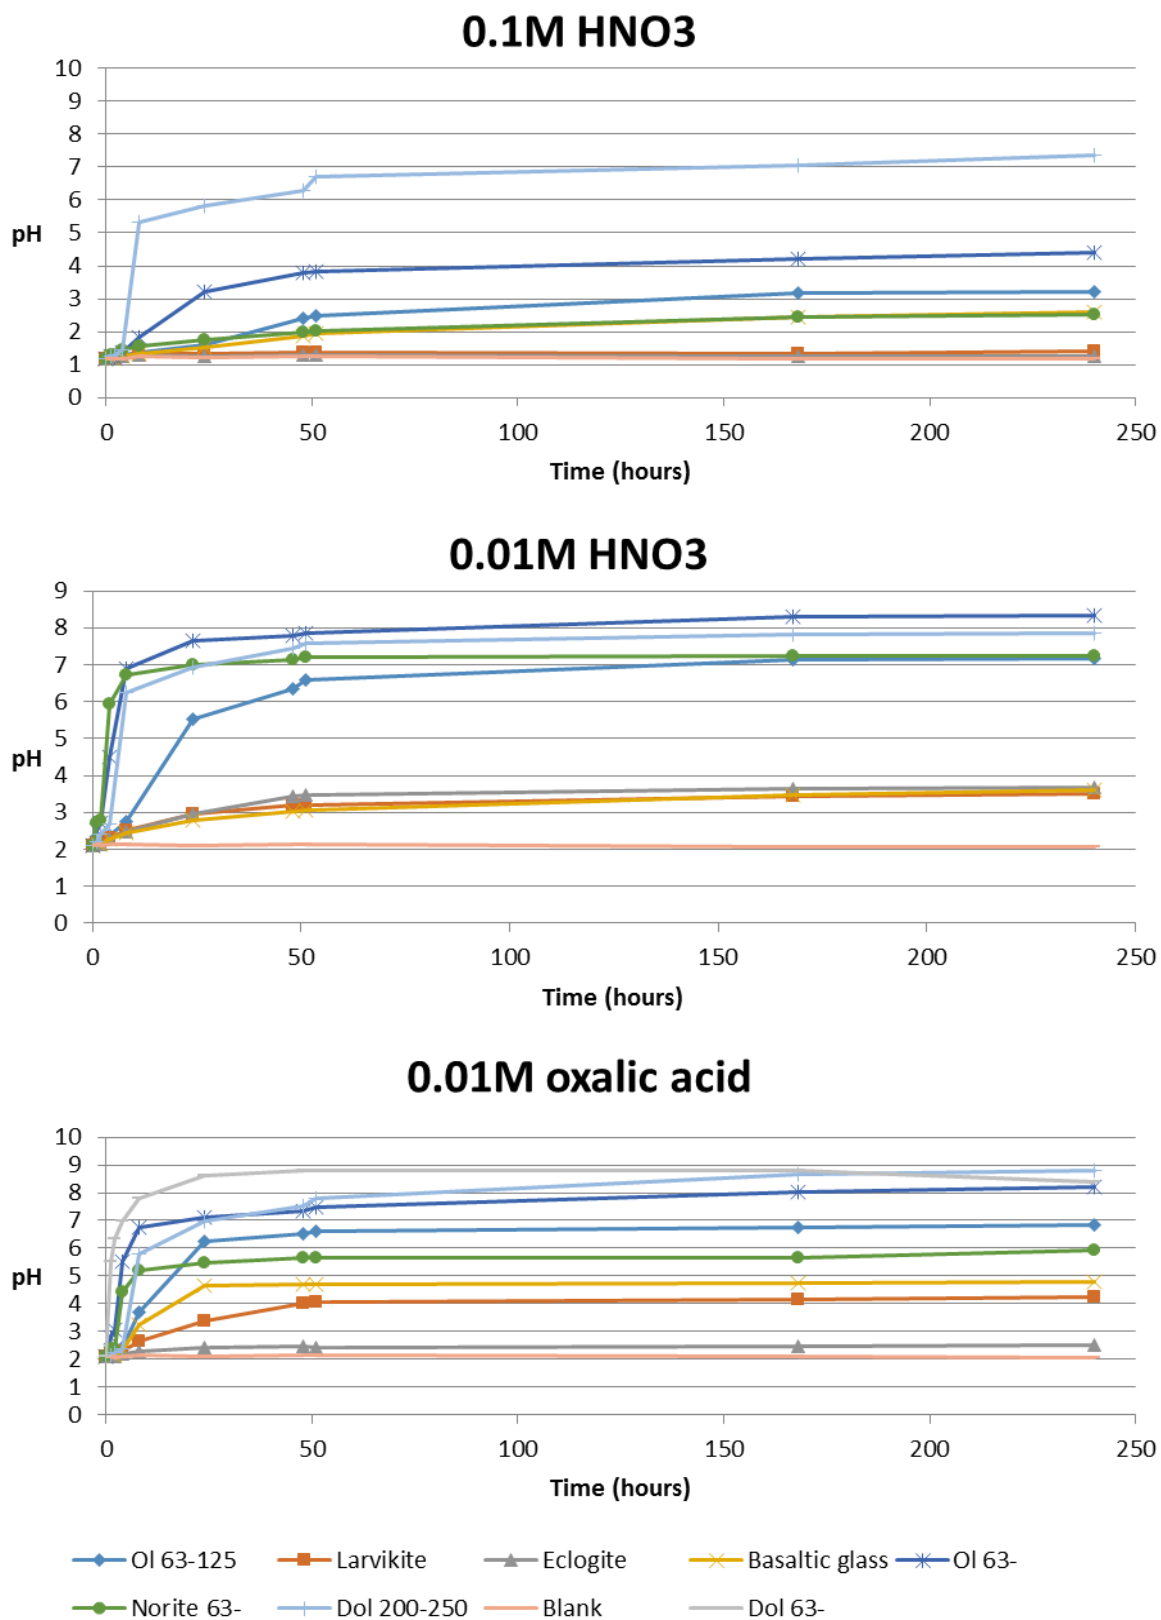 0.1M HNO3
10
9
8
7
6
pH 5
4
3
2
1
0
0 50 100 150 200 250
Time (hours)
0.01M HNO3
9
8
7
6
5
pH 4
3
2
1
0
0 50 100 150 200 250
Time (hours)
0.01M oxalic acid
10
9
8
7
6
pH 5
4
3
2
1
0
0 50 100 150 200 250
Time (hours)
Ol 63-125 Larvikite Eclogite Basaltic glass Ol 63-
Norite 63- Dol 200-250 Blank Dol 63-